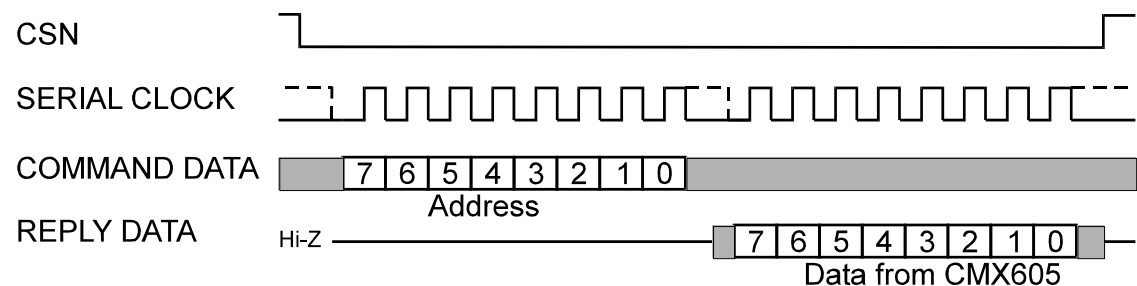 CSN
SERIAL CLOCK
COMMAND DATA 7 6 5 4 3 2 1 0
Address
REPLY DATA Hi-Z 7 6 5 4 3 2 1 0
Data from CMX605